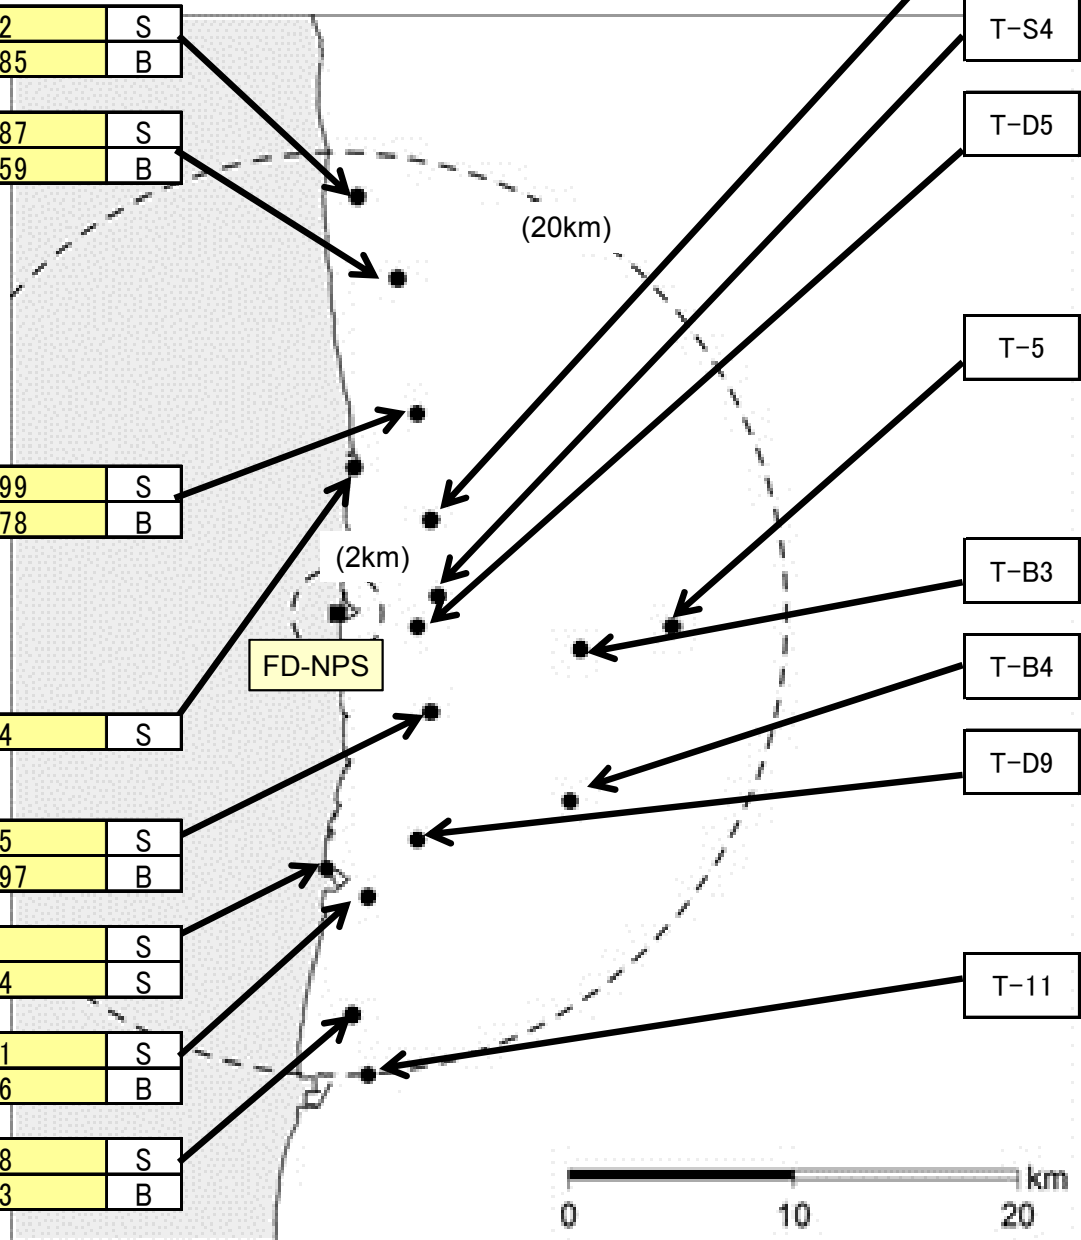 2 S
85 B
87 S
59 B
99 S
78 B
4 S
5 S
97 B
S
4 S
1 S
6 B
8 S
3 B
(20km)
(2km)
FD-NPS
T-S4
T-D5
T-5
T-B3
T-B4
T-D9
T-11
km
0 10 20